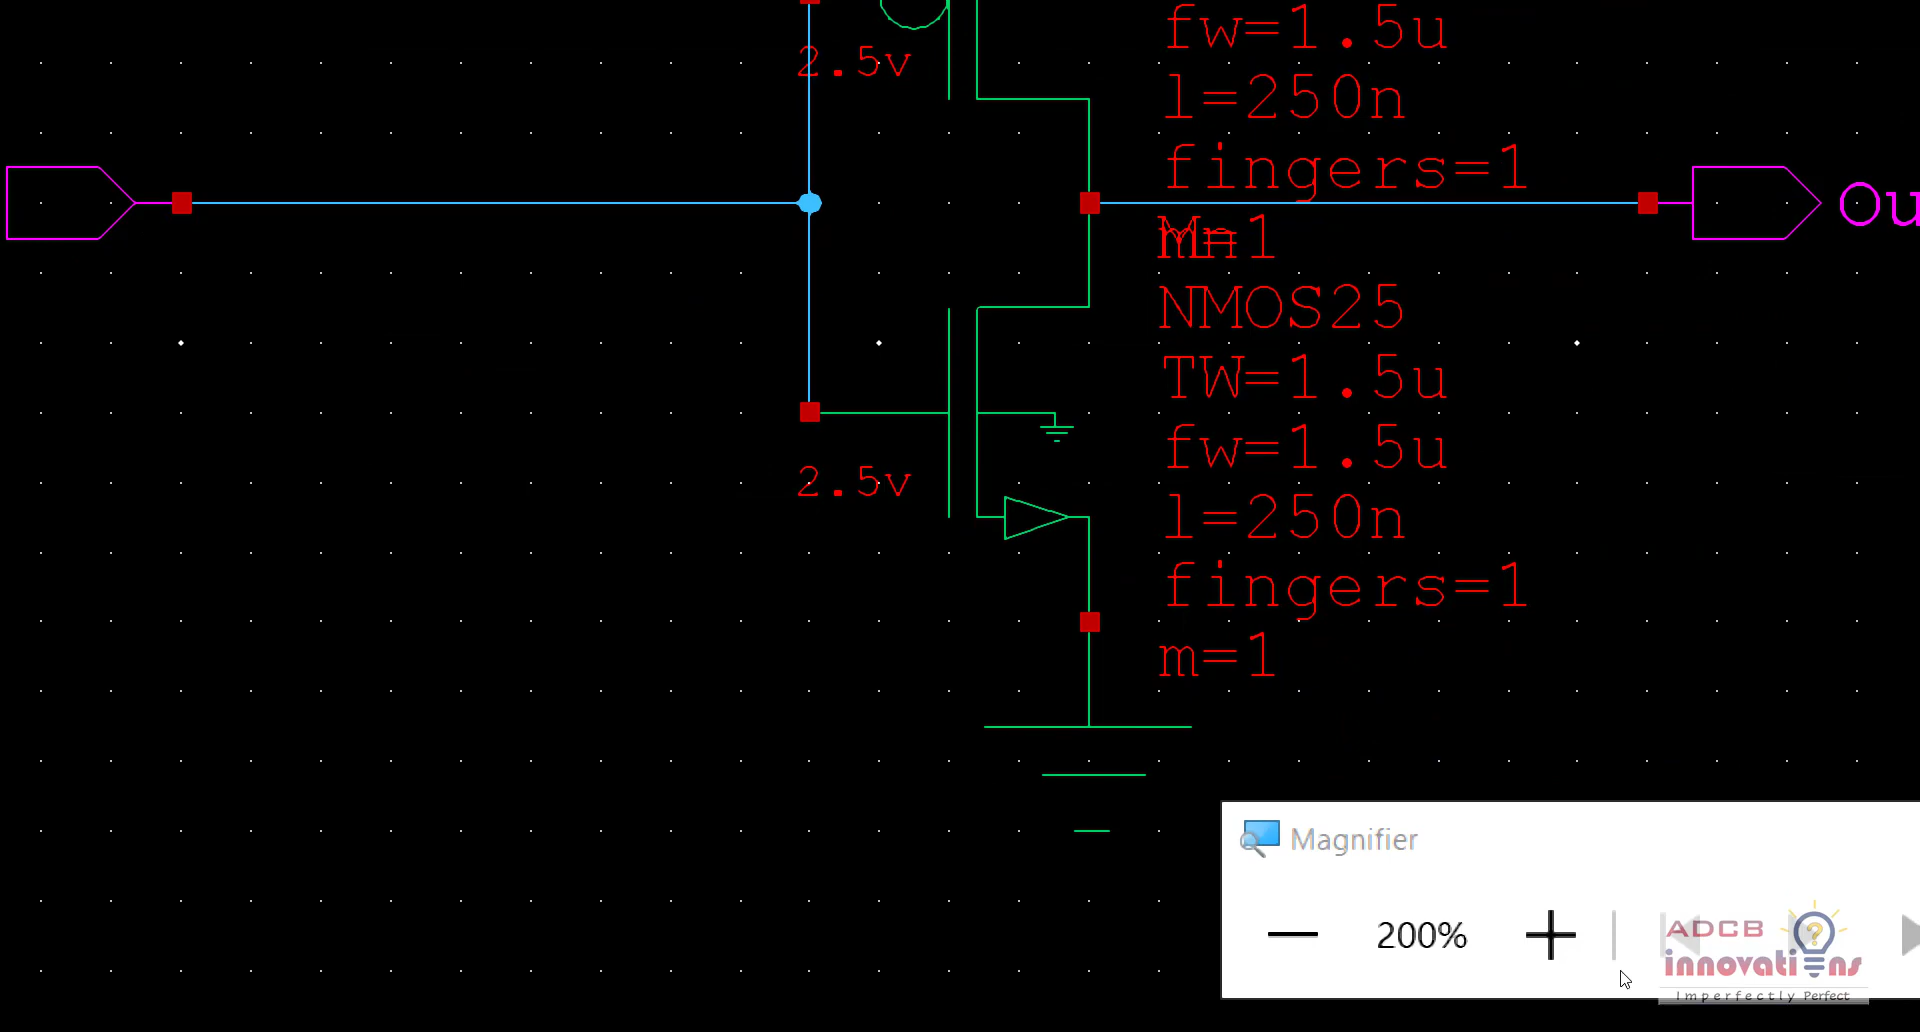 fw=1.5u
2.5v
l=250n
fingers=1
Ou
NMOS25
TW=1.5u
fw=1.5u
2.5v
l=250n
fingers=1
m=1
Magnifier
200%
ADCB
innovations
Imperfectly Perfect